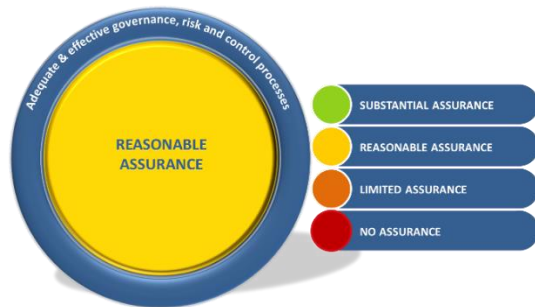 Adequate & effective governance, risk and control processes
REASONABLE
ASSURANCE
SUBSTANTIAL ASSURANCE
REASONABLE ASSURANCE
LIMITED ASSURANCE
NO ASSURANCE